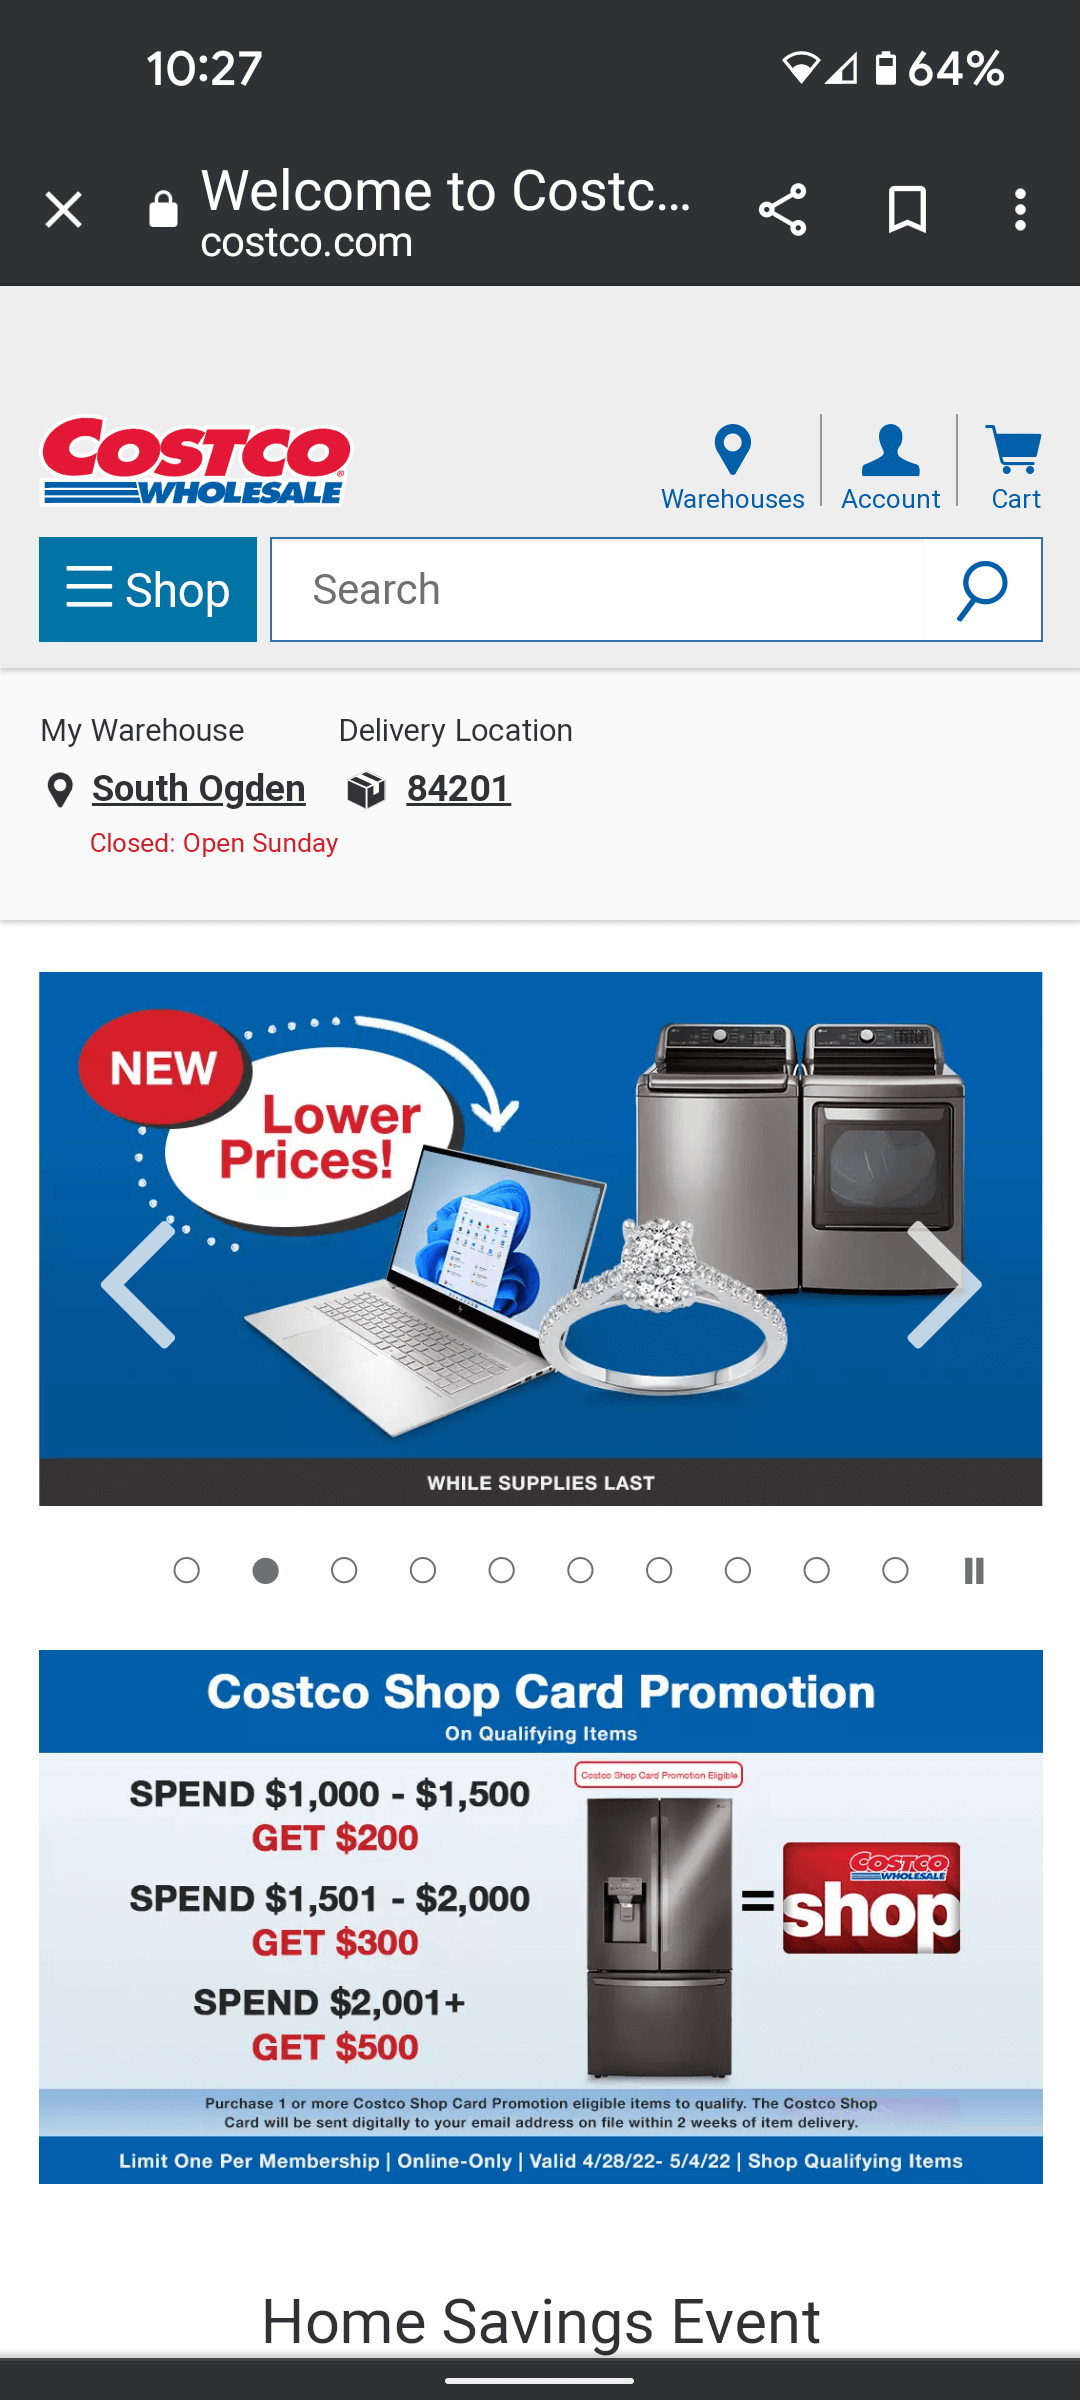 10:27
64%
Welcome to Costc...
costco.com
COSTCO
WHOLESALE
Warehouses
Account
Cart
Shop
Search
My Warehouse
Delivery Location
South Ogden
84201
Closed: Open Sunday
NEW
Lower
Prices!
WHILE SUPPLIES LAST
Costco Shop Card Promotion
On Qualifying Items
SPEND $1,000 - $1,500
GET $200
SPEND $1,501 - $2,000
GET $300
SPEND $2,001+
GET $500
Costco Shop Card Promotion Eligible
=
COSTCO
WHOLESALE
shop
Purchase 1 or more Costco Shop Card Promotion eligible items to qualify. The Costco Shop
Card will be sent digitally to your email address on file within 2 weeks of item delivery.
Limit One Per Membership | Online-Only | Valid 4/28/22- 5/4/22 | Shop Qualifying Items
Home Savings Event